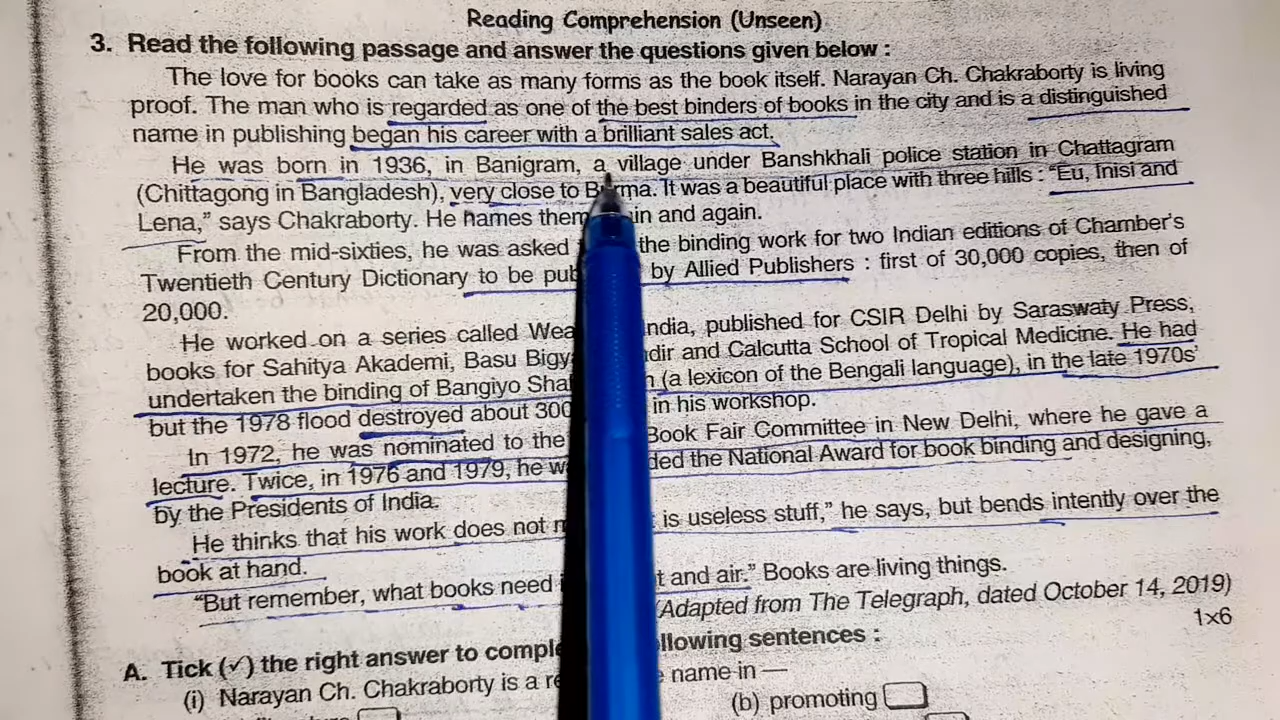 Reading Comprehension (Unseen)
3. Read the following passage and answer the questions given below :
The love for books can take as many forms as the book itself. Narayan Ch. Chakraborty is living
proof. The man who is regarded as one of the best binders of books in the city and is a distinguished
name in publishing began his career with a brilliant sales act.
He was born in 1936, in Banigram, a village under Banshkhali police station in Chattagram
(Chittagong in Bangladesh), very close to Burma. It was a beautiful place with three hills : "Eu, Inisi and
Lena," says Chakraborty. He names them and again.
From the mid-sixties, he was asked the binding work for two Indian editions of Chamber's
Twentieth Century Dictionary to be by Allied Publishers : first of 30,000 copies, then of
20,000.
He worked on a series called India, published for CSIR Delhi by Saraswaty Press,
books for Sahitya Akademi, Basu and Calcutta School of Tropical Medicine. He had
undertaken the binding of Bangiyo (a lexicon of the Bengali language), in the late 1970s'
but the 1978 flood destroyed about in his workshop.
In 1972, he was nominated to the Book Fair Committee in New Delhi, where he gave a
lecture. Twice, in 1976 and 1979, he the National Award for book binding and designing,
by the Presidents of India.
He thinks that his work does not is useless stuff," he says, but bends intently over the
book at hand.
"But remember, what books need and air." Books are living things.
(Adapted from The Telegraph, dated October 14, 2019)
1x6
A. Tick (✓) the right answer to sentences :
(i) Narayan Ch. Chakraborty is a name in —
(b) promoting